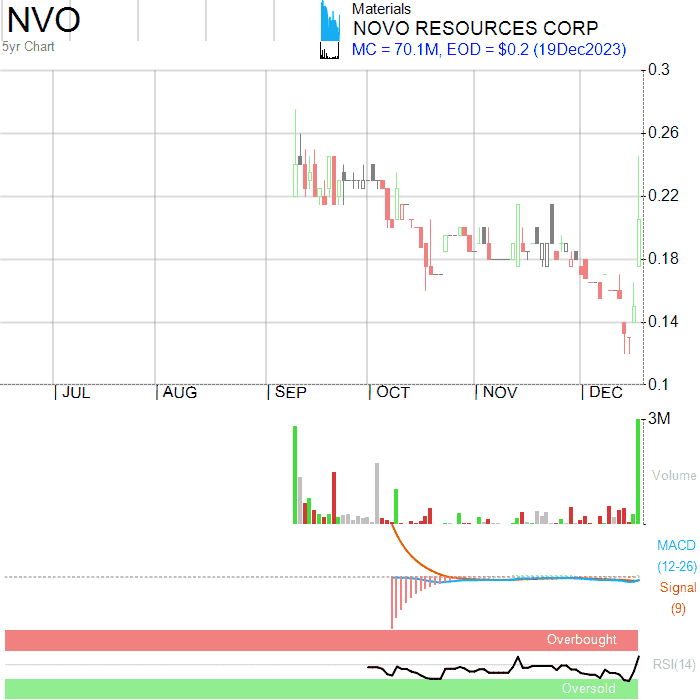 NVO
5yr Chart
Materials
NOVO RESOURCES CORP
MC = 70.1M, EOD = $0.2 (19Dec2023)
0.3
0.26
0.22
0.18
0.14
0.1
JUL AUG SEP OCT NOV DEC
3M
Volume
MACD
(12-26)
Signal
(9)
Overbought
RSI(14)
Oversold